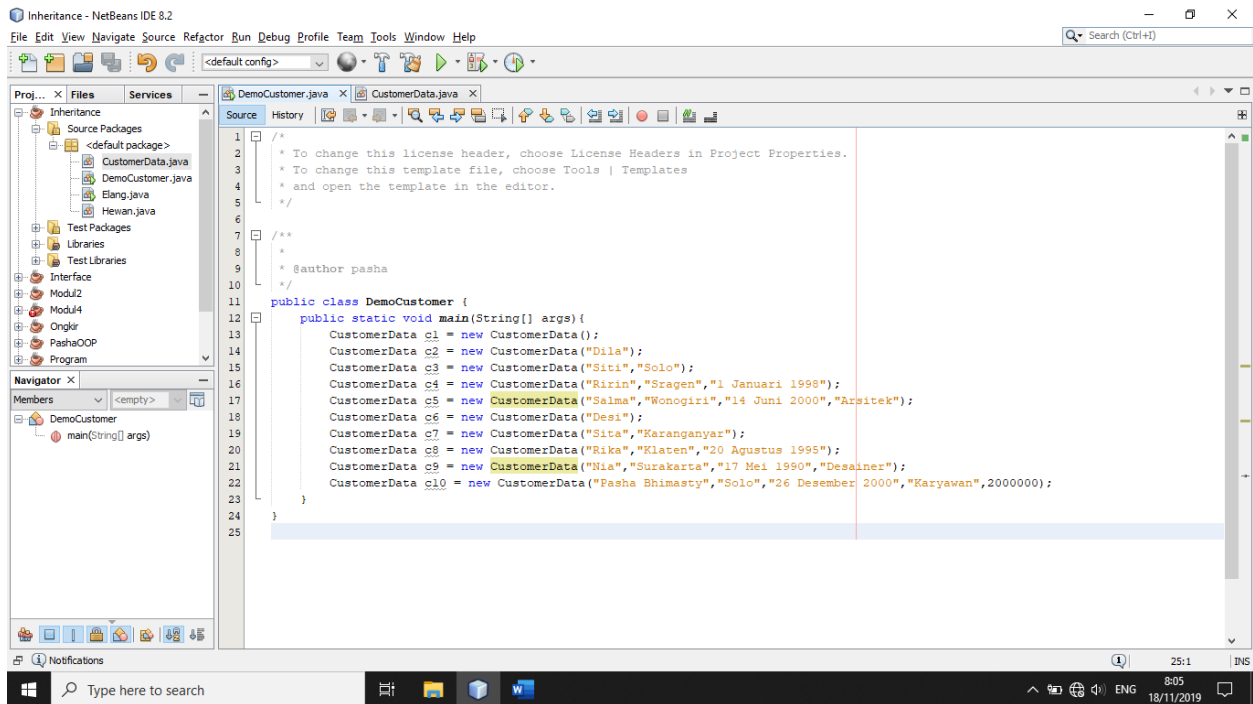 Inheritance - NetBeans IDE 8.2
File Edit View Navigate Source Refactor Run Debug Profile Team Tools Window Help
Search (Ctrl+I)
<default config>
Proj... Files Services
DemoCustomer.java CustomerData.java
Source History
Inheritance
Source Packages
<default package>
CustomerData.java
DemoCustomer.java
Elang.java
Hewan.java
Test Packages
Libraries
Test Libraries
Interface
Modul2
Modul4
Ongkir
PashaOOP
Program
Navigator
Members <empty>
DemoCustomer
main(String[] args)
1 /*
2 * To change this license header, choose License Headers in Project Properties.
3 * To change this template file, choose Tools | Templates
4 * and open the template in the editor.
5 */
6
7 /**
8 *
9 * @author pasha
10 */
11 public class DemoCustomer {
12 public static void main(String[] args){
13 CustomerData c1 = new CustomerData();
14 CustomerData c2 = new CustomerData("Dila");
15 CustomerData c3 = new CustomerData("Siti","Solo");
16 CustomerData c4 = new CustomerData("Ririn","Sragen","1 Januari 1998");
17 CustomerData c5 = new CustomerData("Salma","Wonogiri","14 Juni 2000","Arsitek");
18 CustomerData c6 = new CustomerData("Desi");
19 CustomerData c7 = new CustomerData("Sita","Karanganyar");
20 CustomerData c8 = new CustomerData("Rika","Klaten","20 Agustus 1995");
21 CustomerData c9 = new CustomerData("Nia","Surakarta","17 Mei 1990","Desainer");
22 CustomerData c10 = new CustomerData("Pasha Bhimasty","Solo","26 Desember 2000","Karyawan",2000000);
23 }
24 }
25
Notifications
1
25:1 INS
Type here to search
ENG
8:05
18/11/2019